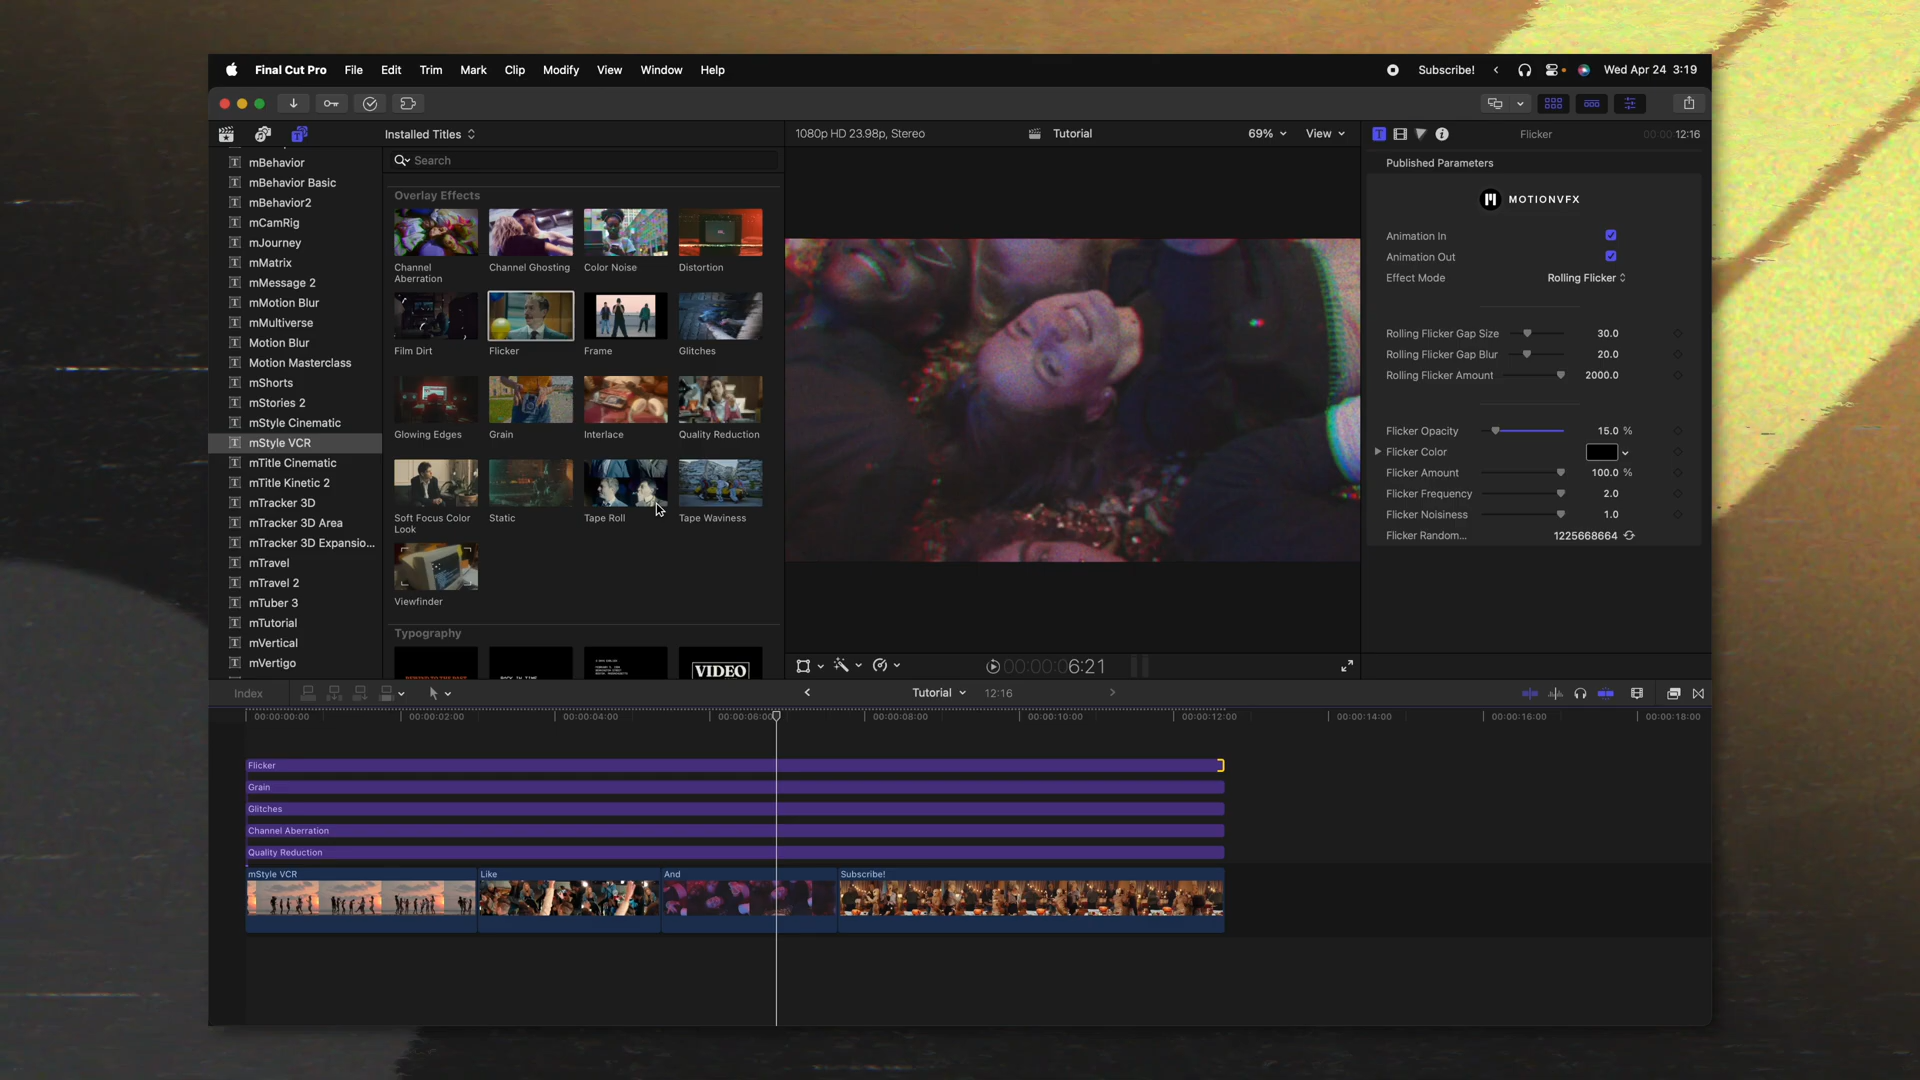 Final Cut Pro File Edit Trim Mark Clip Modify View Window Help
Subscribe! Wed Apr 24 3:19
Installed Titles
mBehavior
mBehavior Basic
mBehavior2
mCamRig
mJourney
mMatrix
mMessage 2
mMotion Blur
mMultiverse
Motion Blur
Motion Masterclass
mShorts
mStories 2
mStyle Cinematic
mStyle VCR
mTitle Cinematic
mTitle Kinetic 2
mTracker 3D
mTracker 3D Area
mTracker 3D Expansio...
mTravel
mTravel 2
mTuber 3
mTutorial
mVertical
mVertigo
Search
Overlay Effects
Channel Aberration
Channel Ghosting
Color Noise
Distortion
Film Dirt
Flicker
Frame
Glitches
Glowing Edges
Grain
Interlace
Quality Reduction
Soft Focus Color Look
Static
Tape Roll
Tape Waviness
Viewfinder
Typography
VIDEO
1080p HD 23.98p, Stereo
Tutorial
69%
View
00:00:06:21
Flicker
00:00:12:16
Published Parameters
MOTIONVFX
Animation In
Animation Out
Effect Mode Rolling Flicker
Rolling Flicker Gap Size 30.0
Rolling Flicker Gap Blur 20.0
Rolling Flicker Amount 2000.0
Flicker Opacity 15.0 %
Flicker Color
Flicker Amount 100.0 %
Flicker Frequency 2.0
Flicker Noisiness 1.0
Flicker Random... 1225668664
Index
Tutorial 12:16
00:00:00:00 00:00:02:00 00:00:04:00 00:00:06:00 00:00:08:00 00:00:10:00 00:00:12:00 00:00:14:00 00:00:16:00 00:00:18:00
Flicker
Grain
Glitches
Channel Aberration
Quality Reduction
mStyle VCR
Like
And
Subscribe!